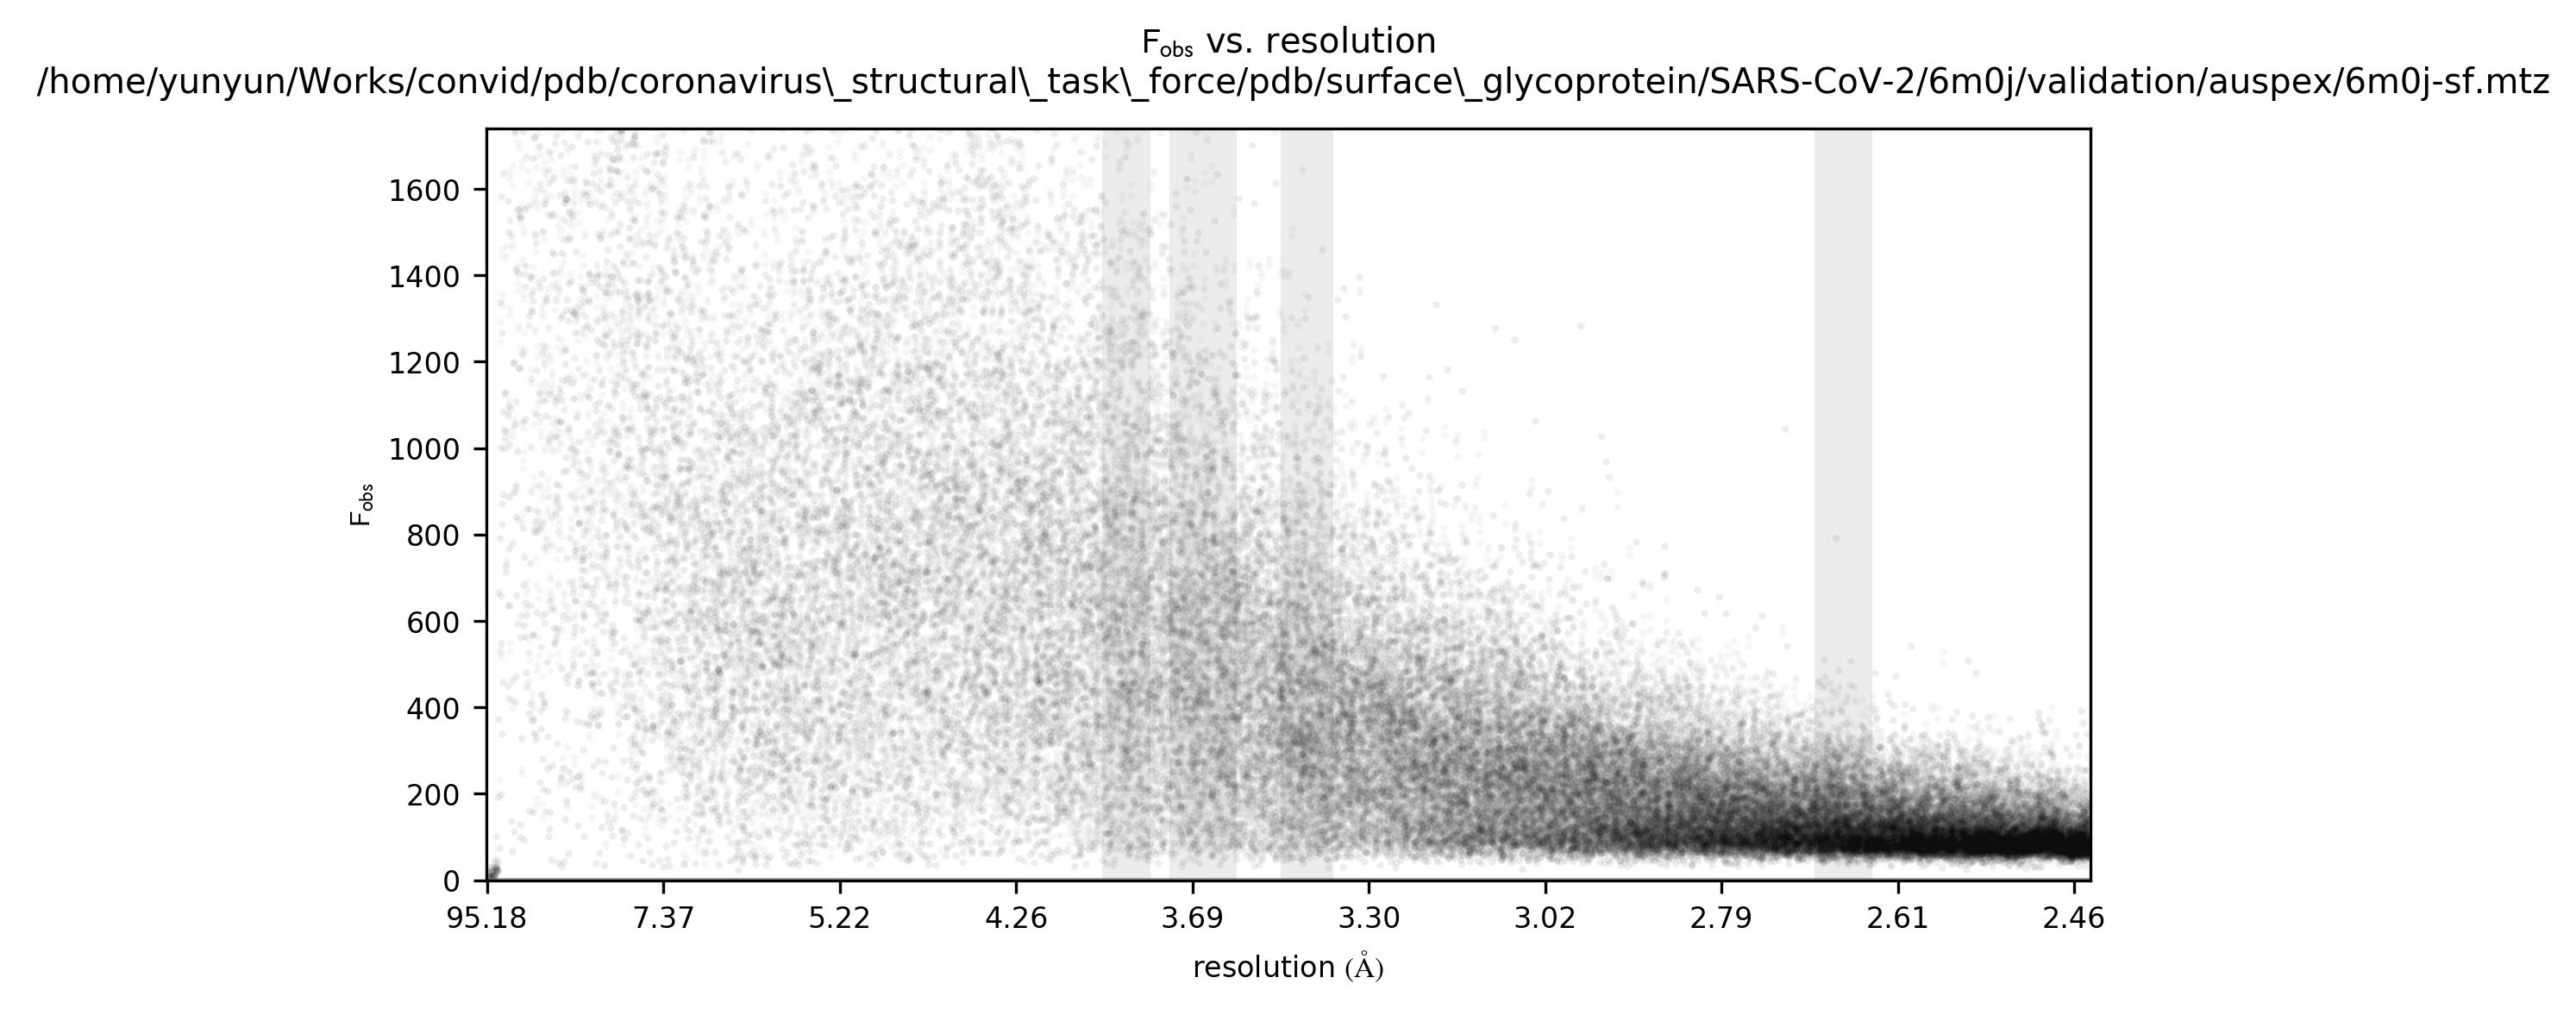 Fobs vs. resolution
/home/yunyun/Works/convid/pdb/coronavirus\_structural\_task\_force/pdb/surface\_glycoprotein/SARS-CoV-2/6m0j/validation/auspex/6m0j-sf.mtz
1600
1400
1200
1000
800
600
400
200
0
Fobs
95.18 7.37 5.22 4.26 3.69 3.30 3.02 2.79 2.61 2.46
resolution (Å)